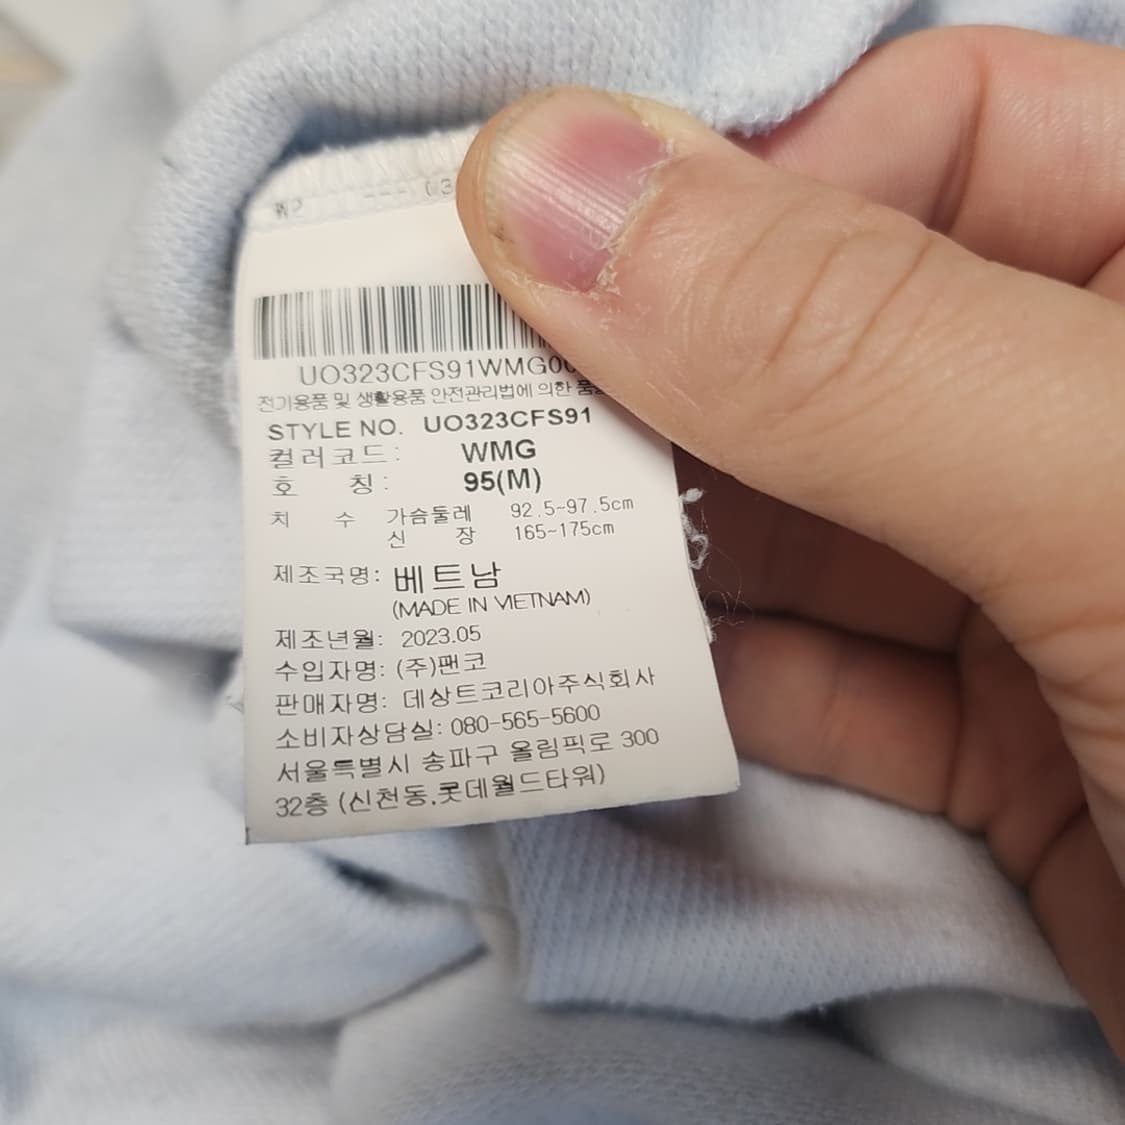 UO323CFS91WMG0
전기용품 및 생활용품 안전관리법에 의한 품
STYLE NO. UO323CFS91
컬러코드: WMG
호 칭: 95(M)
치 수 가슴둘레 92.5~97.5cm
신 장 165~175cm
제조국명: 베트남
(MADE IN VIETNAM)
제조년월: 2023.05
수입자명: (주)팬코
판매자명: 데상트코리아주식회사
소비자상담실: 080-565-5600
서울특별시 송파구 올림픽로 300
32층 (신천동,롯데월드타워)